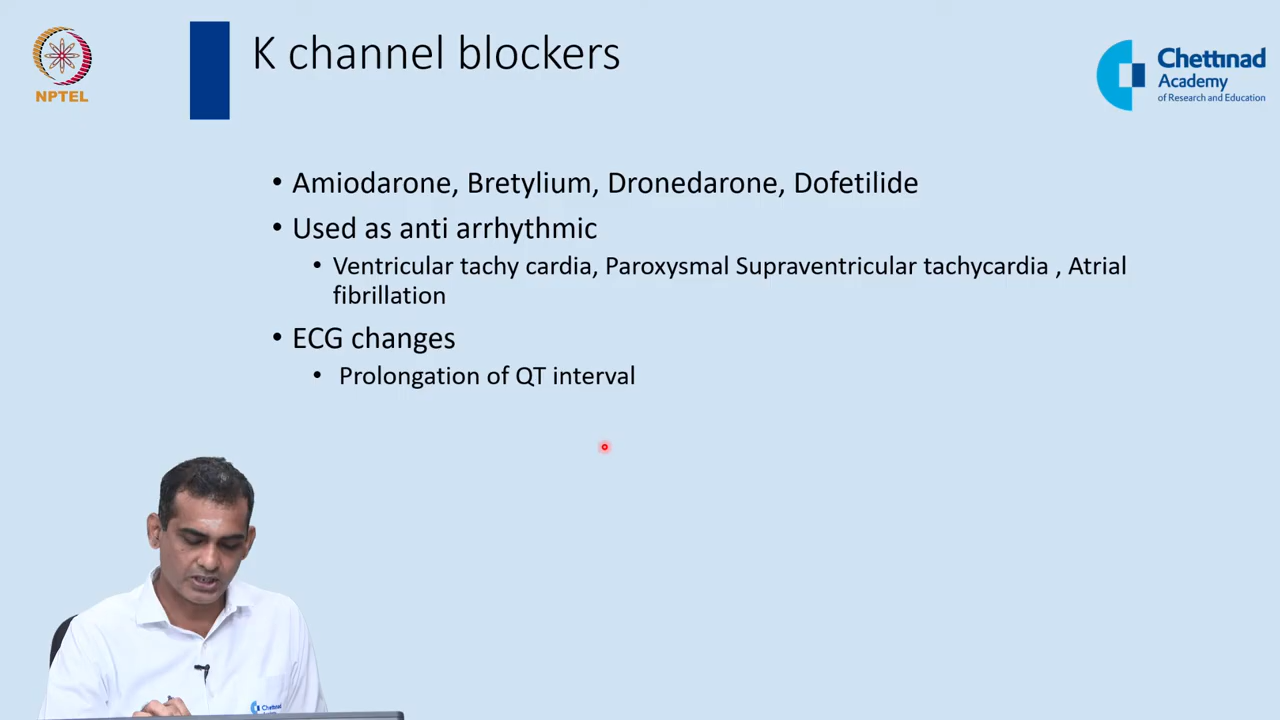 NPTEL
K channel blockers
Chettinad
Academy
of Research and Education
• Amiodarone, Bretylium, Dronedarone, Dofetilide
• Used as anti arrhythmic
• Ventricular tachy cardia, Paroxysmal Supraventricular tachycardia , Atrial
fibrillation
• ECG changes
• Prolongation of QT interval
Chettinad